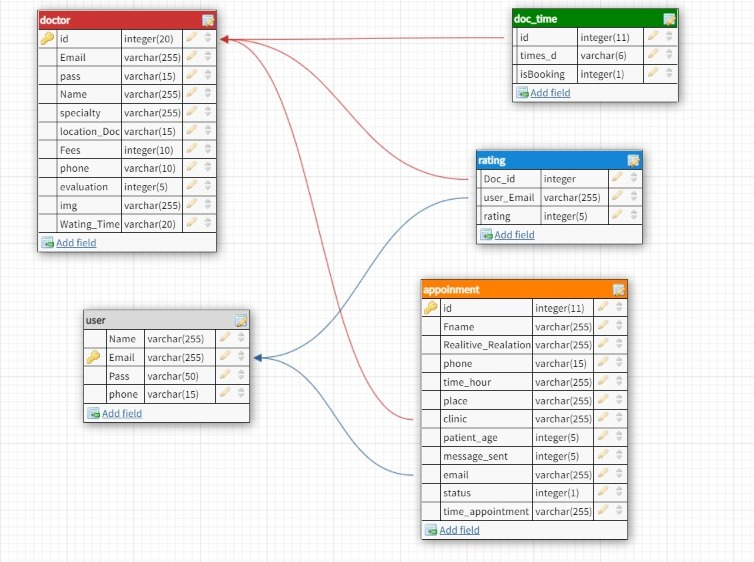 doctor
id integer(20)
Email varchar(255)
pass varchar(15)
Name varchar(255)
specialty varchar(255)
location_Doc varchar(15)
Fees integer(10)
phone varchar(10)
evaluation integer(5)
img varchar(255)
Wating_Time varchar(20)
Add field
doc_time
id integer(11)
times_d varchar(6)
isBooking integer(1)
Add field
rating
Doc_id integer
user_Email varchar(255)
rating integer(5)
Add field
user
Name varchar(255)
Email varchar(255)
Pass varchar(50)
phone varchar(15)
Add field
appoinment
id integer(11)
Fname varchar(255)
Realitive_Realation varchar(255)
phone varchar(15)
time_hour varchar(255)
place varchar(255)
clinic varchar(255)
patient_age integer(5)
message_sent integer(5)
email varchar(255)
status integer(1)
time_appointment varchar(255)
Add field